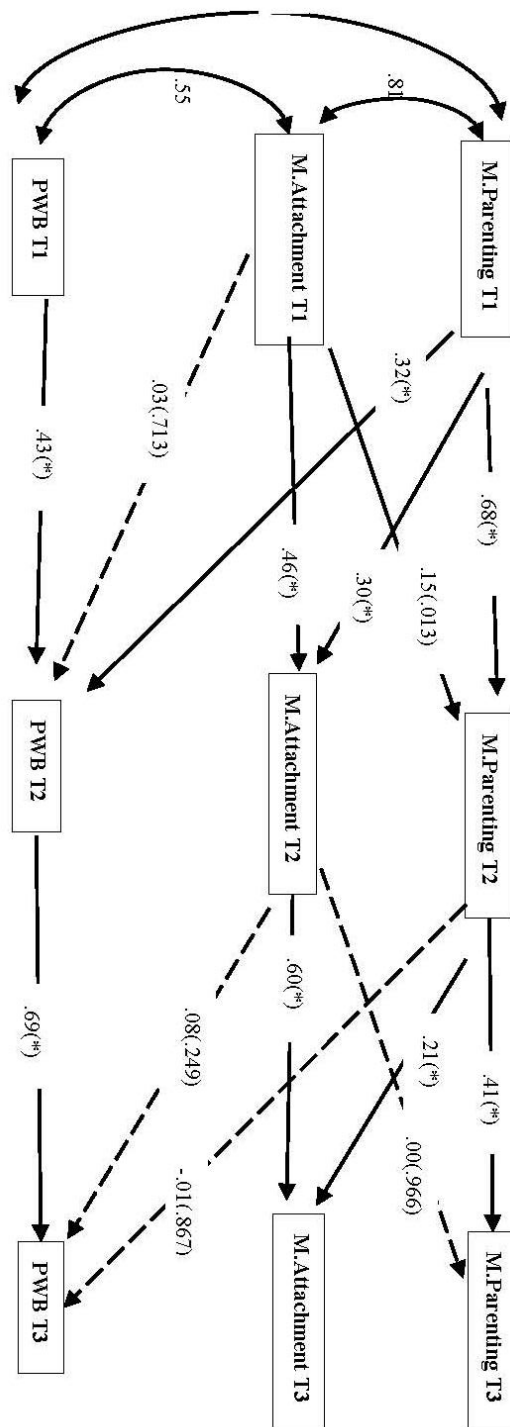 .81
.55
M.Parenting T1
M.Attachment T1
PWB T1
.68(*)
.15(.013)
.30(*)
.32(*)
.46(*)
.03(.713)
.43(*)
M.Parenting T2
M.Attachment T2
PWB T2
.41(*)
.21(*)
.00(.966)
.60(*)
-.01(.867)
.08(.249)
.69(*)
M.Parenting T3
M.Attachment T3
PWB T3